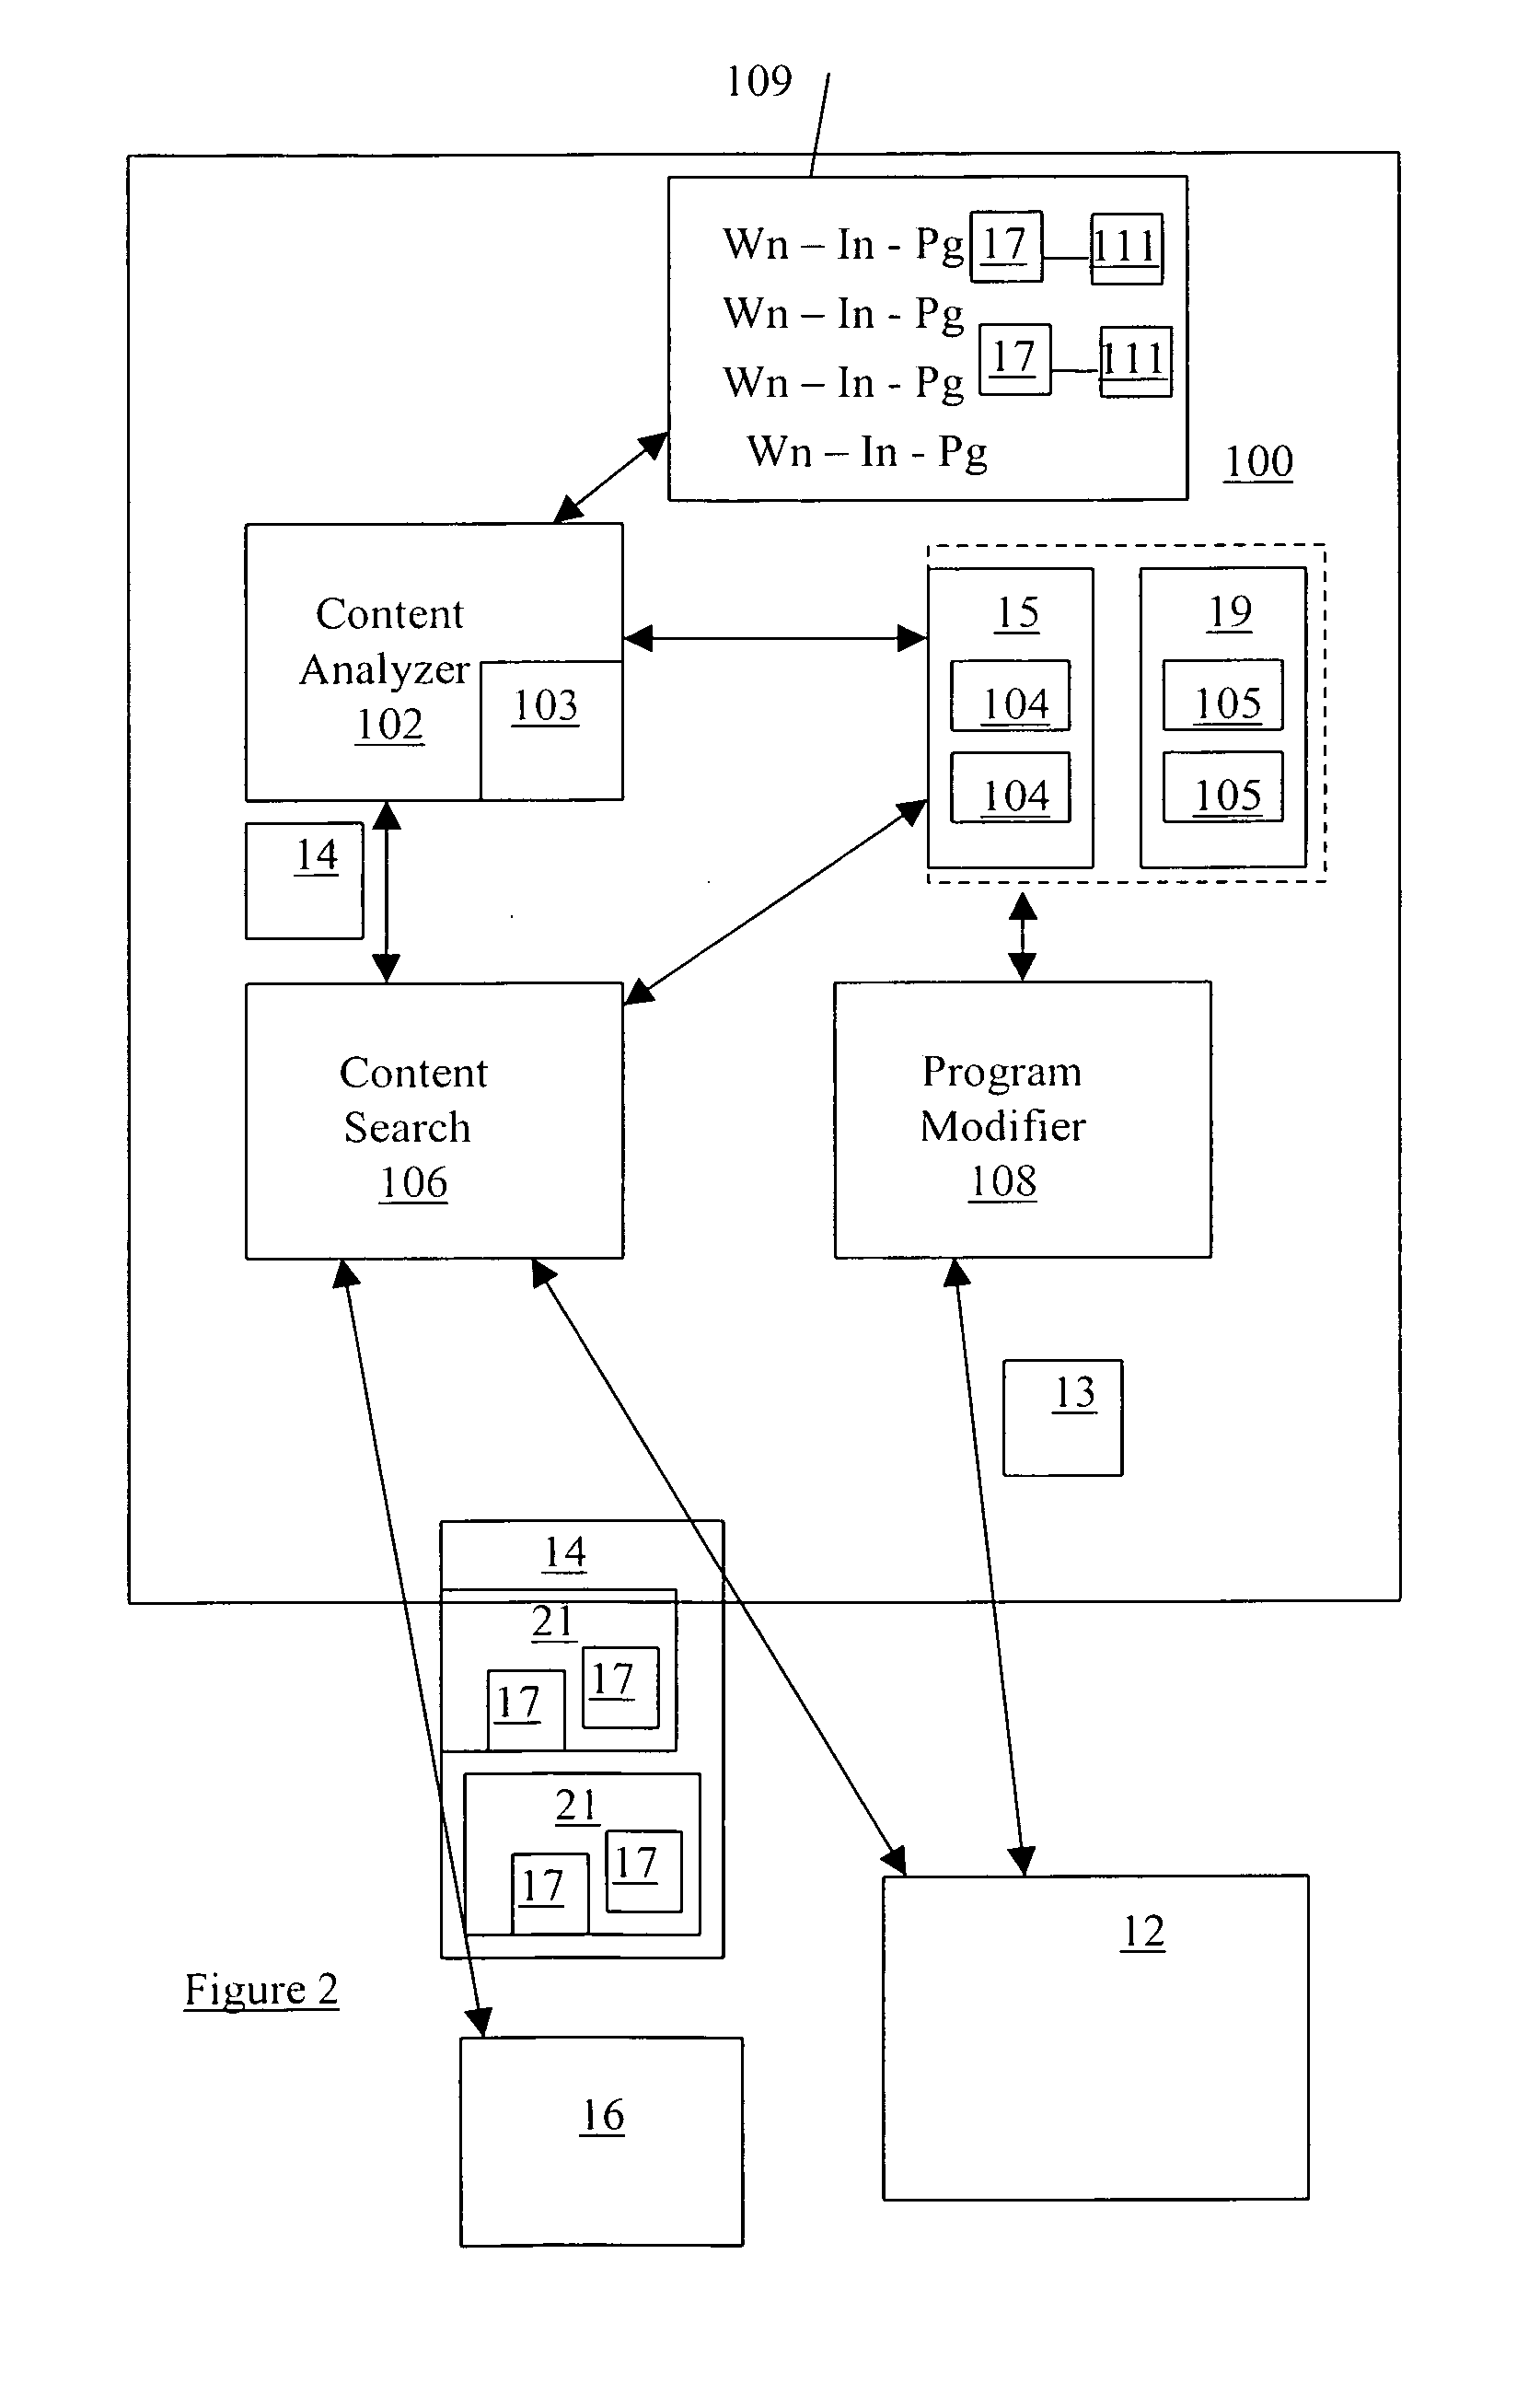 109
Wn – In - Pg 17 111
Wn – In - Pg
17 111
Wn – In - Pg
Wn – In - Pg
100
Content
Analyzer
102
103
15
104
104
19
105
105
14
Content
Search
106
Program
Modifier
108
13
14
21
17
17
21
17
17
12
Figure 2
16